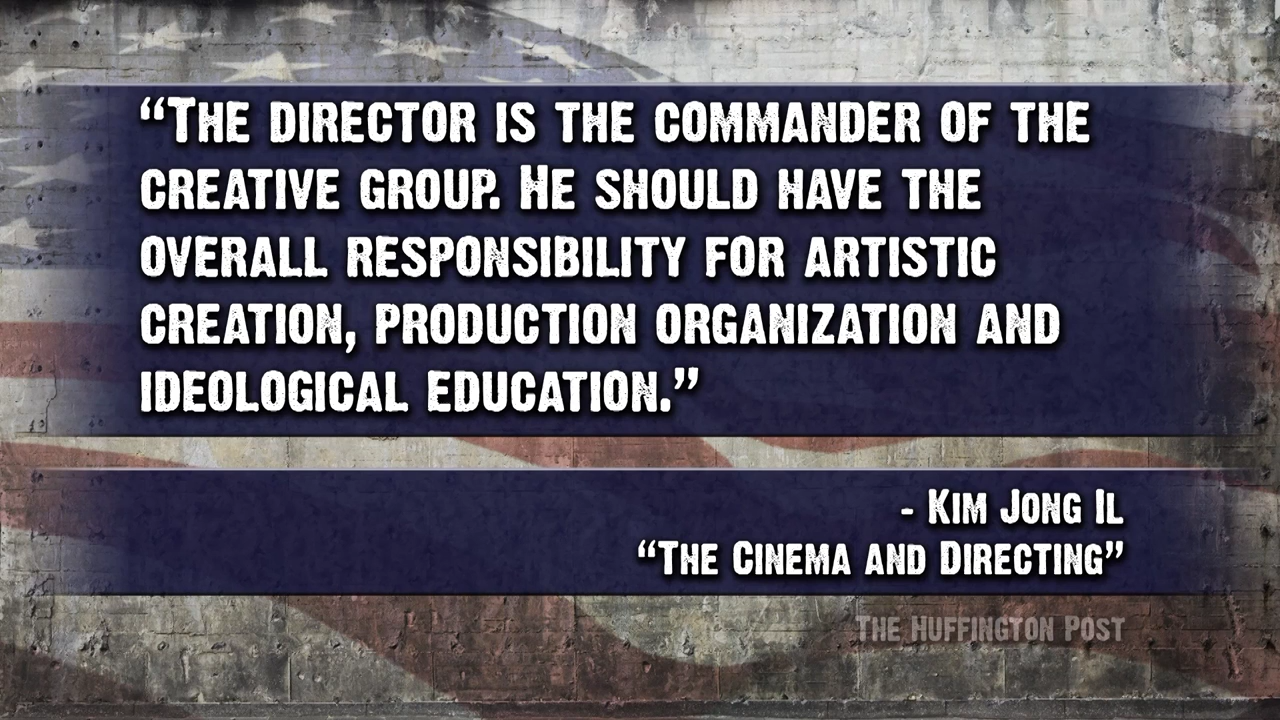 “The director is the commander of the
creative group. He should have the
overall responsibility for artistic
creation, production organization and
ideological education.”
- Kim Jong Il
“The Cinema and Directing”
The Huffington Post